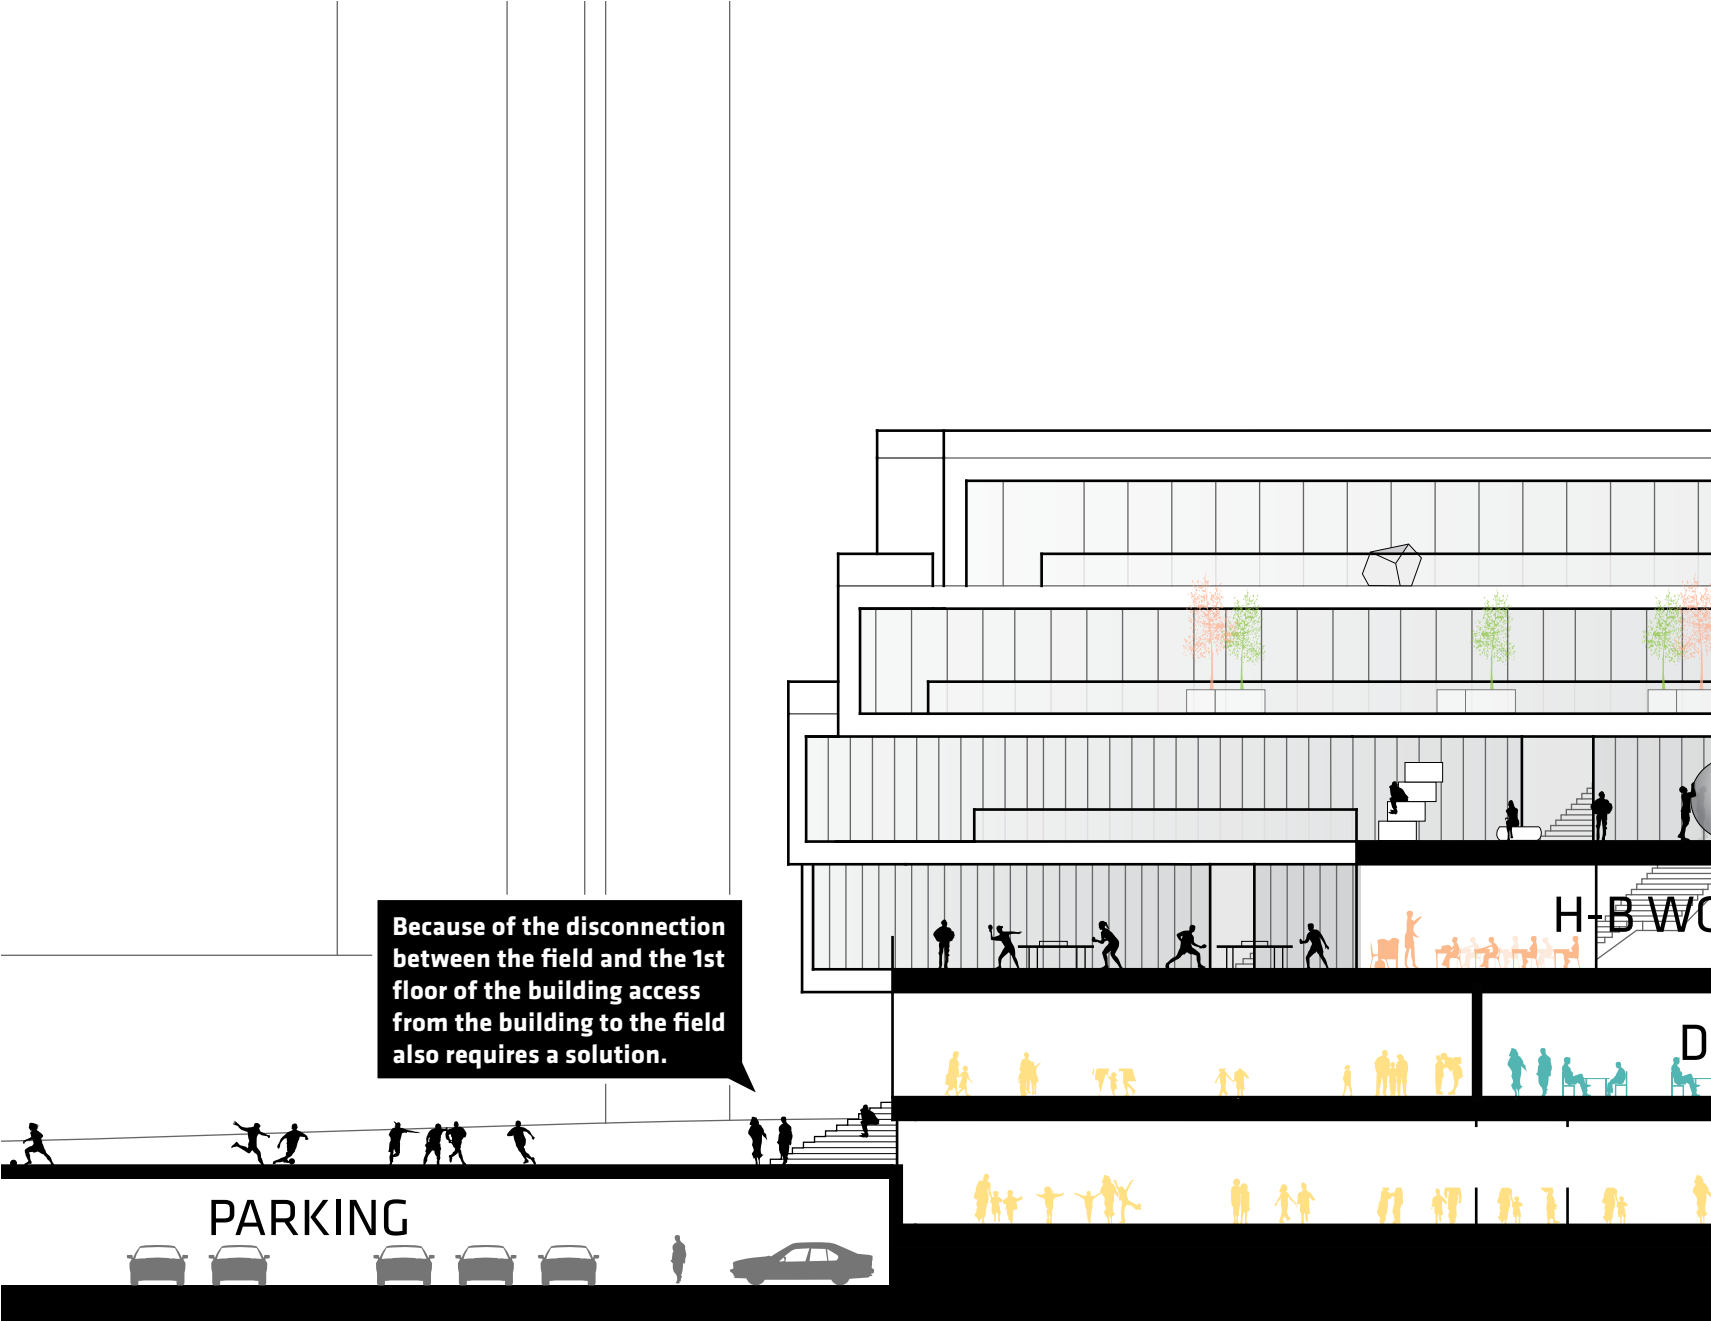 H-B WO
Because of the disconnection
between the field and the 1st
floor of the building access
from the building to the field
also requires a solution.
D
PARKING